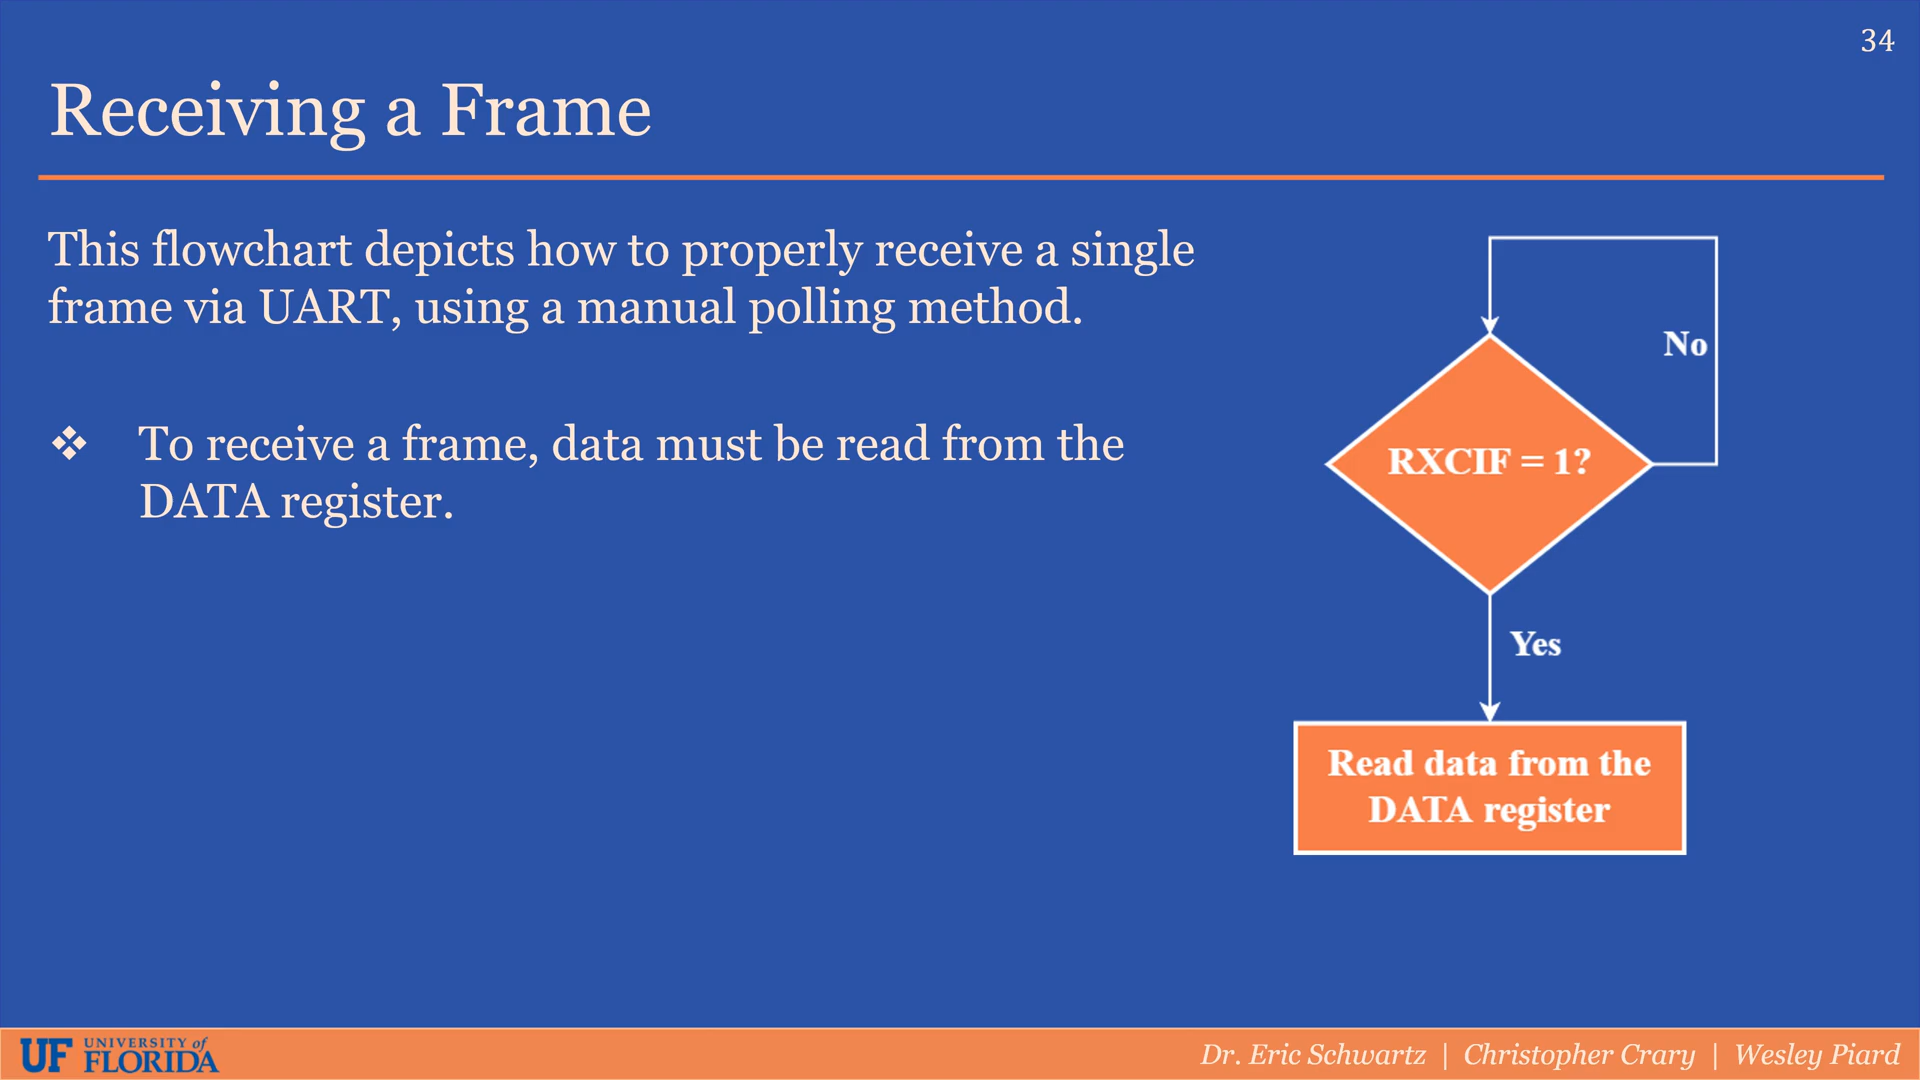 34
Receiving a Frame
This flowchart depicts how to properly receive a single
frame via UART, using a manual polling method.
❖ To receive a frame, data must be read from the
DATA register.
No
RXCIF = 1?
Yes
Read data from the
DATA register
UF UNIVERSITY of
FLORIDA
Dr. Eric Schwartz | Christopher Crary | Wesley Piard